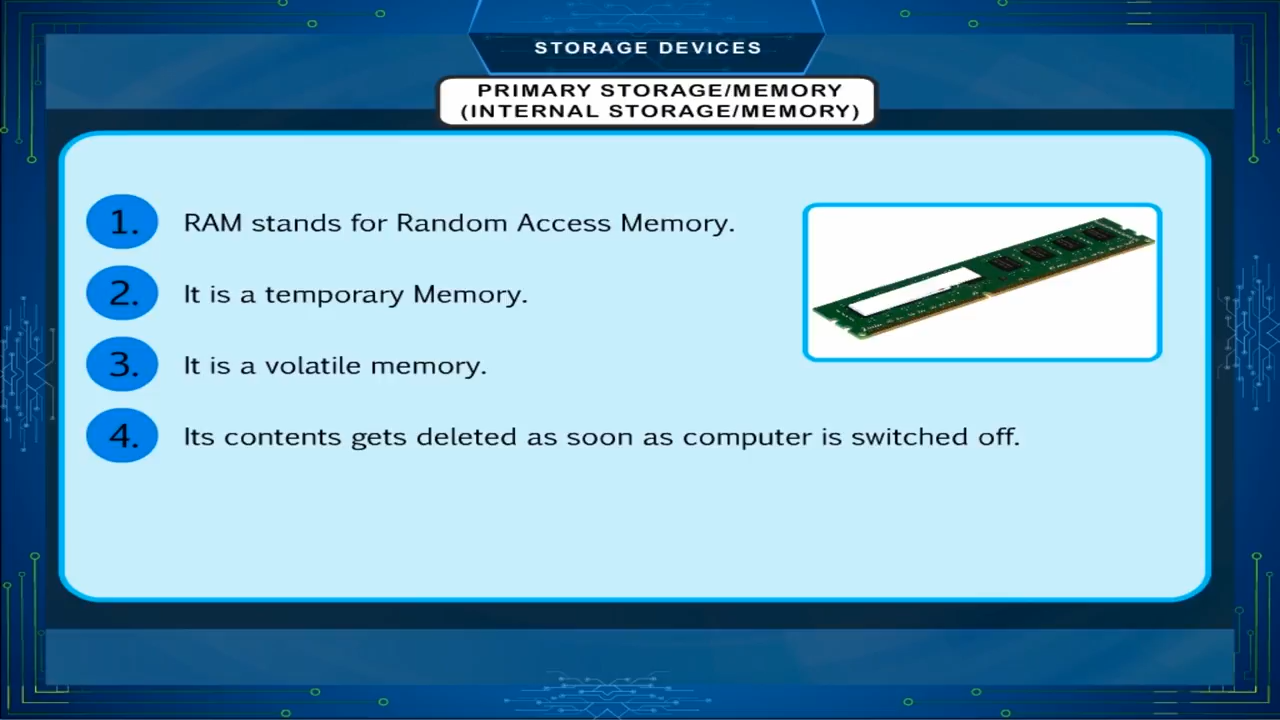 STORAGE DEVICES
PRIMARY STORAGE/MEMORY
(INTERNAL STORAGE/MEMORY)
1. RAM stands for Random Access Memory.
2. It is a temporary Memory.
3. It is a volatile memory.
4. Its contents gets deleted as soon as computer is switched off.